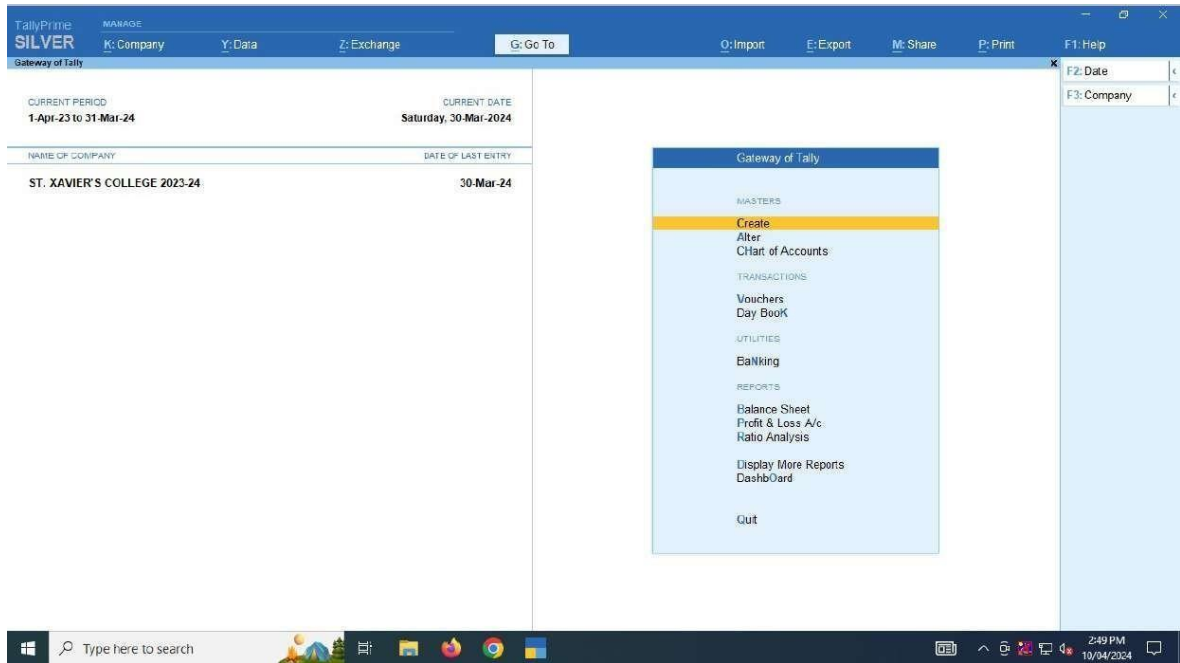 TallyPrime
MANAGE
SILVER K: Company Y: Data Z: Exchange G: Go To O: Import E: Export M: Share P: Print F1: Help
Gateway of Tally
F2: Date
F3: Company
CURRENT PERIOD CURRENT DATE
1-Apr-23 to 31-Mar-24 Saturday, 30-Mar-2024
NAME OF COMPANY DATE OF LAST ENTRY
ST. XAVIER'S COLLEGE 2023-24 30-Mar-24
Gateway of Tally
MASTERS
Create
Alter
CHart of Accounts
TRANSACTIONS
Vouchers
Day BooK
UTILITIES
BaNking
REPORTS
Balance Sheet
Profit & Loss A/c
Ratio Analysis
Display More Reports
DashbOard
Quit
Type here to search
2:49 PM
10/04/2024